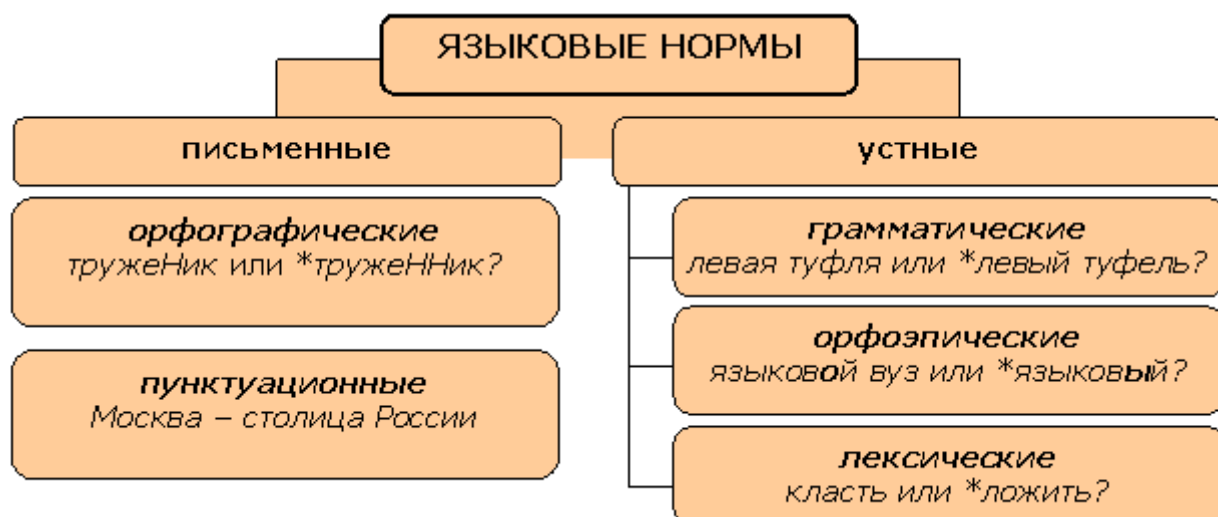 ЯЗЫКОВЫЕ НОРМЫ
письменные
орфографические
тружеНик или *тружеННик?
пунктуационные
Москва – столица России
устные
грамматические
левая туфля или *левый туфель?
орфоэпические
языковой вуз или *языковый?
лексические
класть или *ложить?